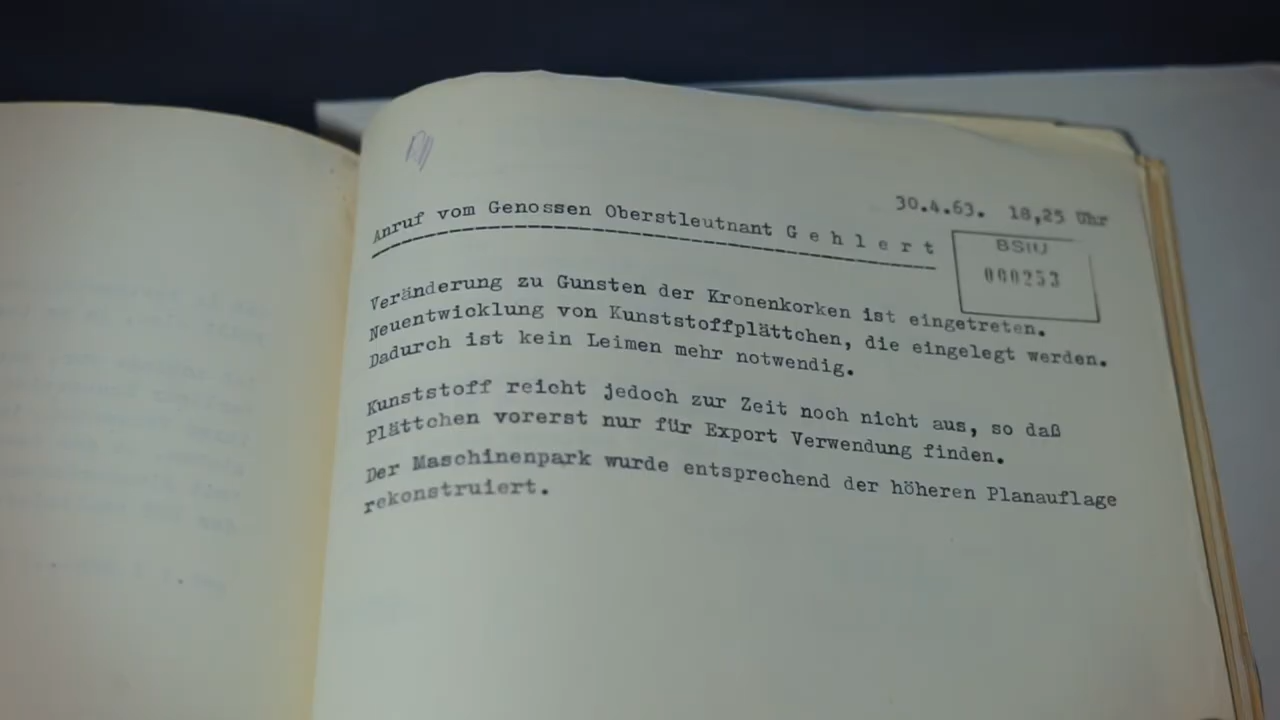 30.4.63. 18,25 Uhr
Anruf vom Genossen Oberstleutnant G e h l e r t
BStU
000253
Veränderung zu Gunsten der Kronenkorken ist eingetreten.
Neuentwicklung von Kunststoffplättchen, die eingelegt werden.
Dadurch ist kein Leimen mehr notwendig.
Kunststoff reicht jedoch zur Zeit noch nicht aus, so daß
Plättchen vorerst nur für Export Verwendung finden.
Der Maschinenpark wurde entsprechend der höheren Planauflage
rekonstruiert.